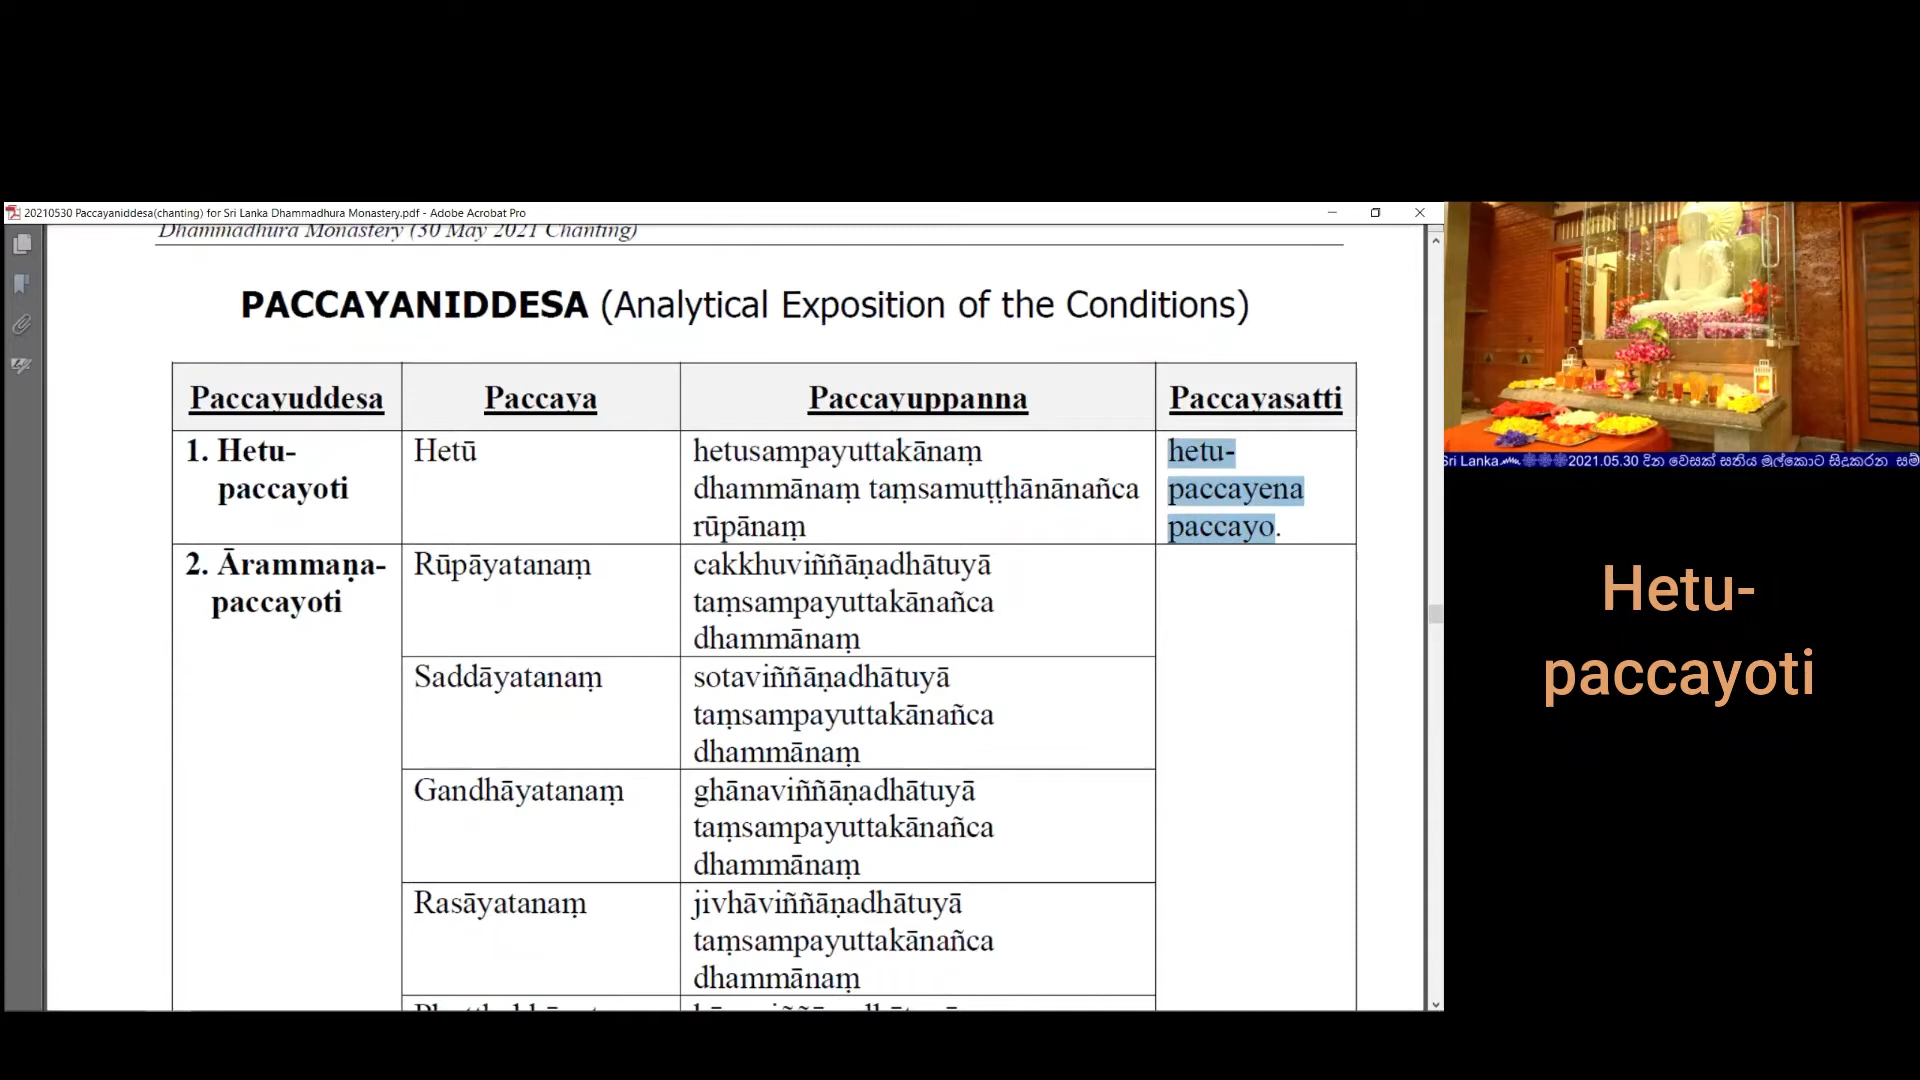 20210530 Paccayaniddesa(chanting) for Sri Lanka Dhammadhura Monastery.pdf - Adobe Acrobat Pro
Dhammadhura Monastery (30 May 2021 Chanting)
PACCAYANIDDESA (Analytical Exposition of the Conditions)
Paccayuddesa Paccaya Paccayuppanna Paccayasatti
1. Hetu-
paccayoti
Hetū
hetusampayuttakānaṃ
dhammānaṃ taṃsamuṭṭhānānañca
rūpānaṃ
hetu-
paccayena
paccayo.
2. Ārammaṇa-
paccayoti
Rūpāyatanaṃ
cakkhuviññāṇadhātuyā
taṃsampayuttakānañca
dhammānaṃ
Saddāyatanaṃ
sotaviññāṇadhātuyā
taṃsampayuttakānañca
dhammānaṃ
Gandhāyatanaṃ
ghānaviññāṇadhātuyā
taṃsampayuttakānañca
dhammānaṃ
Rasāyatanaṃ
jivhāviññāṇadhātuyā
taṃsampayuttakānañca
dhammānaṃ
Sri Lanka 2021.05.30 දින වෙසක් සතිය මුල්කොට සිදුකරන
Hetu-
paccayoti